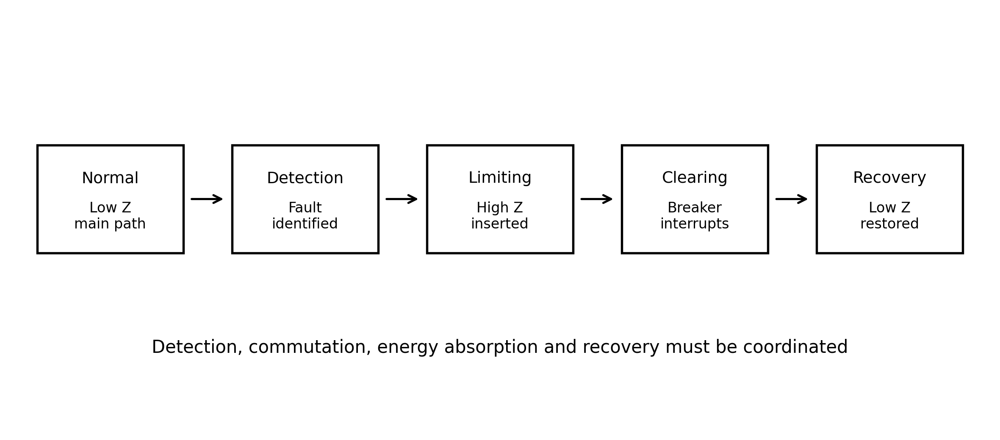 Normal
Low Z
main path
Detection
Fault
identified
Limiting
High Z
inserted
Clearing
Breaker
interrupts
Recovery
Low Z
restored
Detection, commutation, energy absorption and recovery must be coordinated